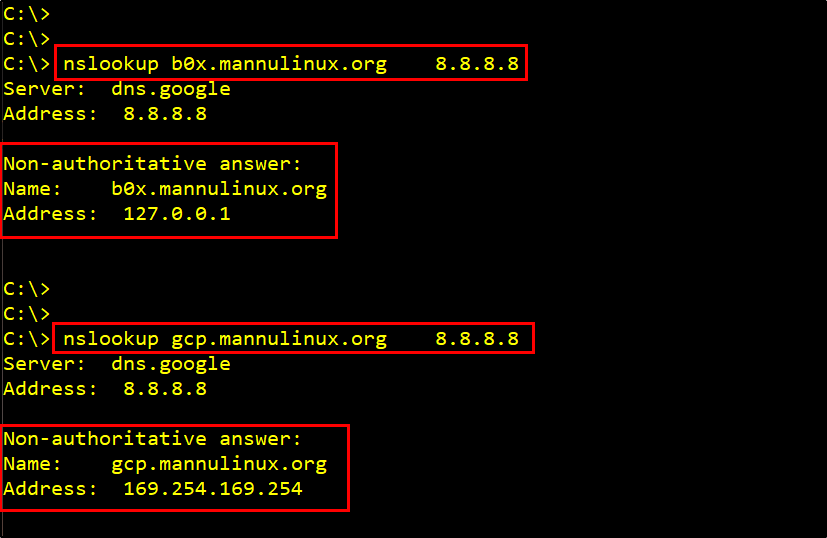 C:\>
C:\>
C:\> nslookup b0x.mannulinux.org    8.8.8.8
Server:  dns.google
Address:  8.8.8.8
Non-authoritative answer:
Name:    b0x.mannulinux.org
Address:  127.0.0.1
C:\>
C:\>
C:\> nslookup gcp.mannulinux.org    8.8.8.8
Server:  dns.google
Address:  8.8.8.8
Non-authoritative answer:
Name:    gcp.mannulinux.org
Address:  169.254.169.254